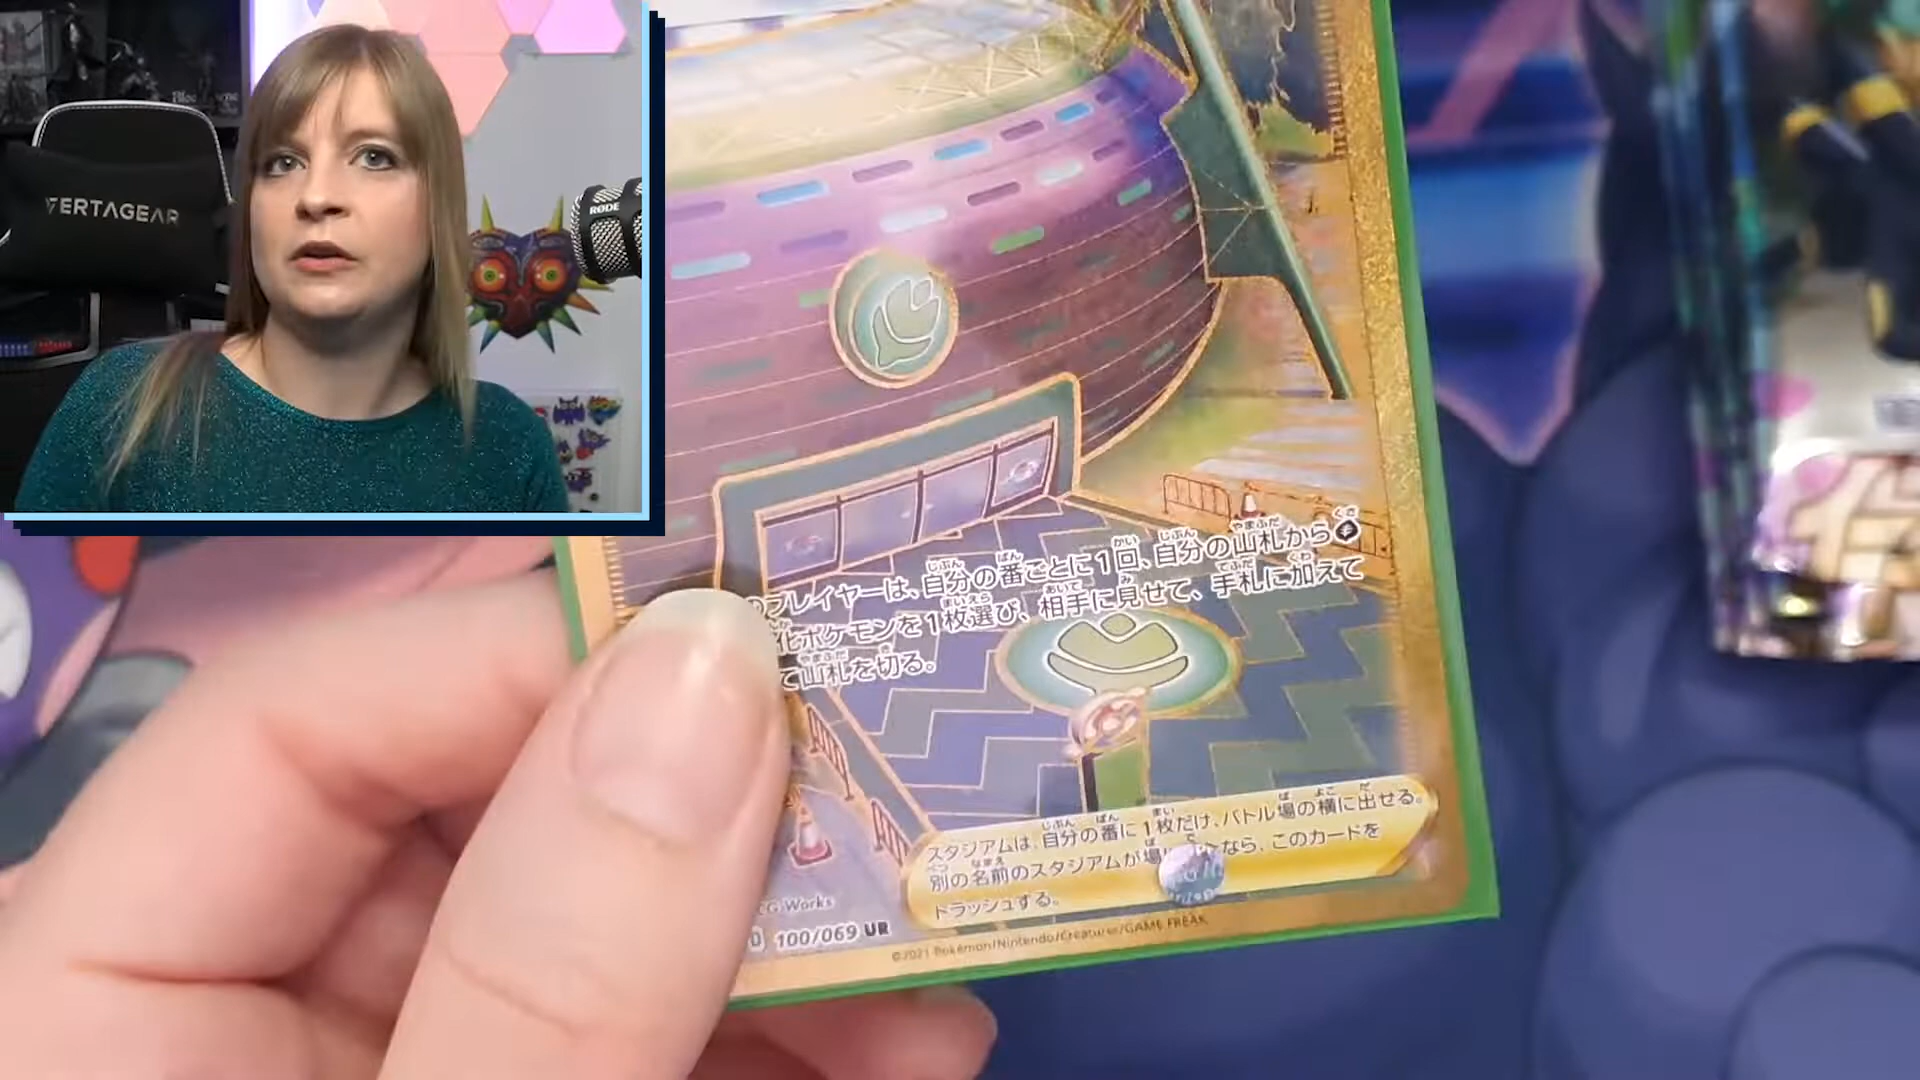 VERTAGEAR
RØDE
のプレイヤーは、自分の番ごとに1回、自分の山札から
化ポケモンを1枚選び、相手に見せて、手札に加えて
て山札を切る。
スタジアムは、自分の番に1枚だけ、バトル場の横に出せる。
別の名前のスタジアムが場に なら、このカードを
トラッシュする。
CG Works
D 100/069 UR
©2021 Pokémon/Nintendo/Creatures/GAME FREAK